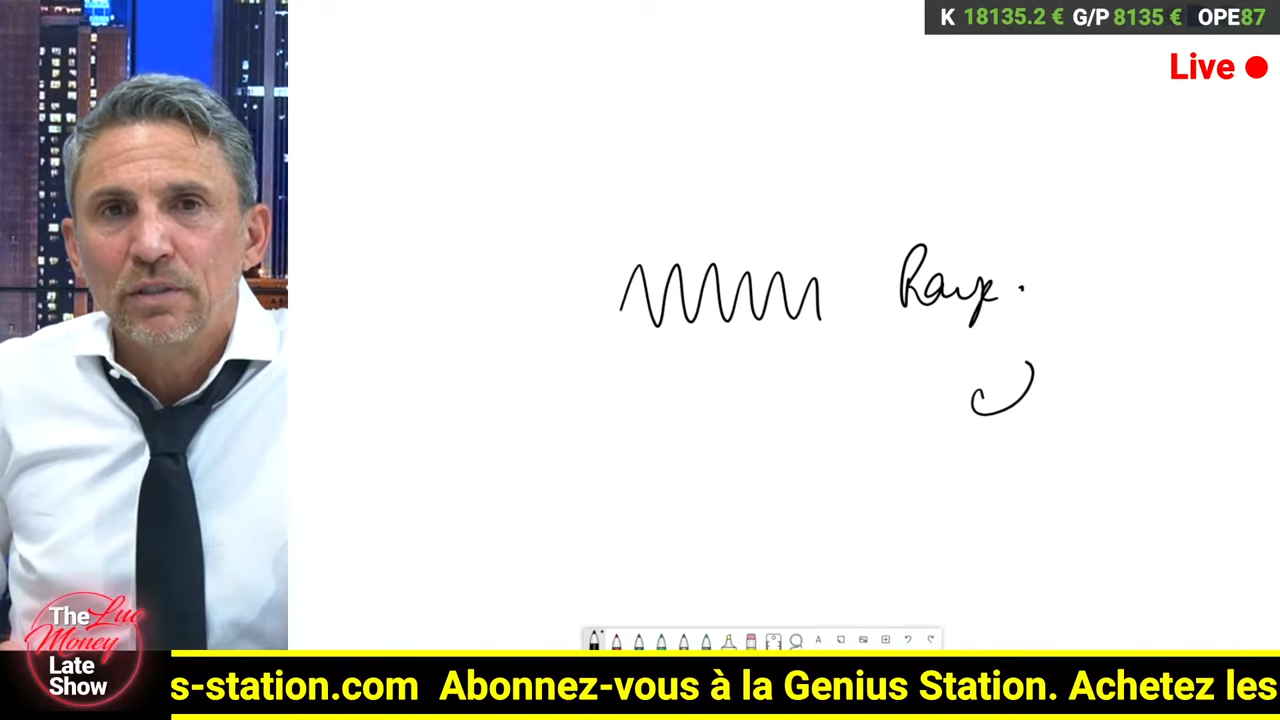 K 18135.2 € G/P 8135 € OPE87
Live
The Luc
Money
Late
Show
s-station.com Abonnez-vous à la Genius Station. Achetez les